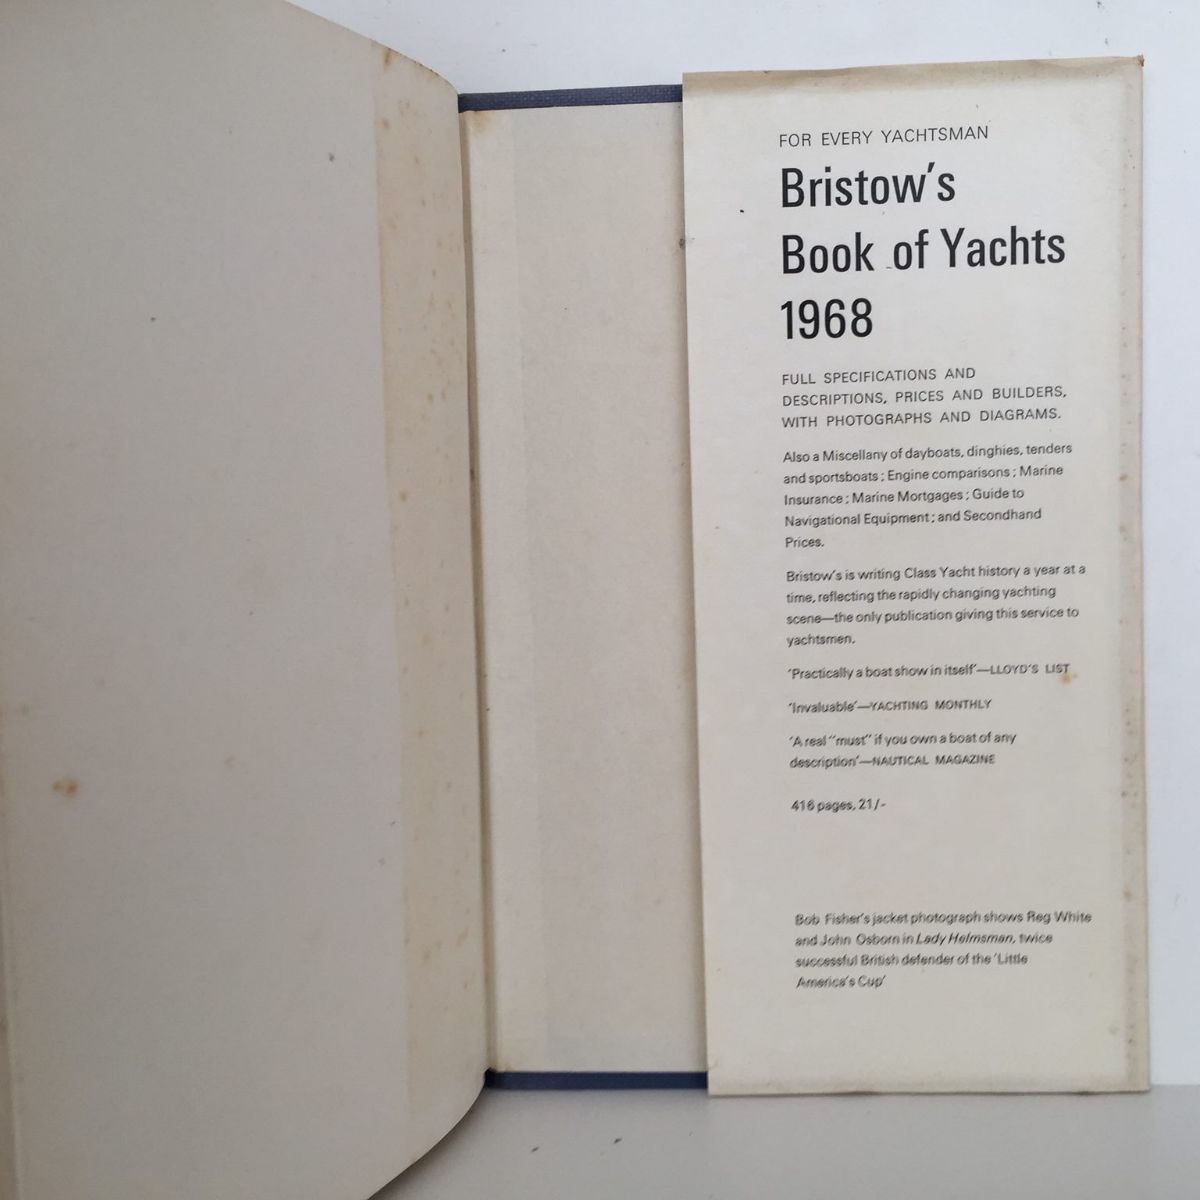 FOR EVERY YACHTSMAN
Bristow's
Book of Yachts
1968
FULL SPECIFICATIONS AND
DESCRIPTIONS, PRICES AND BUILDERS,
WITH PHOTOGRAPHS AND DIAGRAMS.
Also a Miscellany of dayboats, dinghies, tenders
and sportsboats; Engine comparisons; Marine
Insurance; Marine Mortgages; Guide to
Navigational Equipment; and Secondhand
Prices.
Bristow's is writing Class Yacht history a year at a
time, reflecting the rapidly changing yachting
scene—the only publication giving this service to
yachtsmen.
'Practically a boat show in itself'—LLOYD'S LIST
'Invaluable'—YACHTING MONTHLY
'A real "must" if you own a boat of any
description'—NAUTICAL MAGAZINE
416 pages, 21/-
Bob Fisher's jacket photograph shows Reg White
and John Osborn in Lady Helmsman, twice
successful British defender of the 'Little
America's Cup'